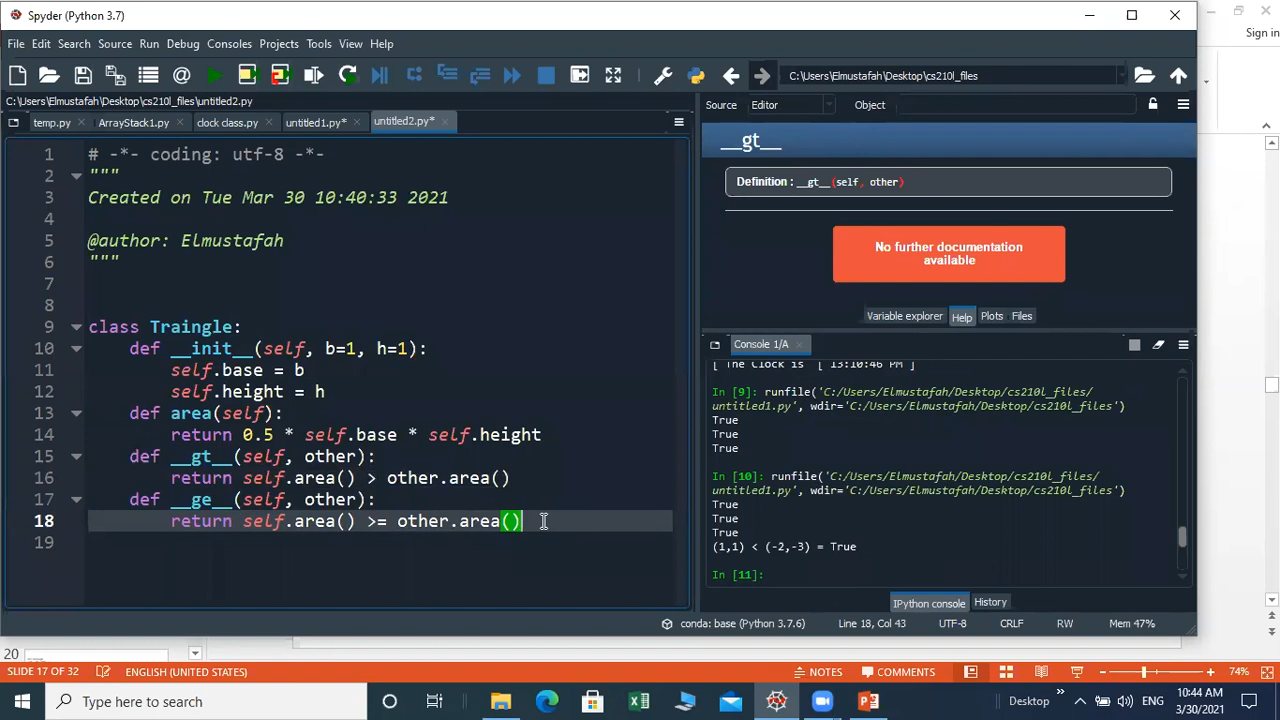 Spyder (Python 3.7)
Sign in
File Edit Search Source Run Debug Consoles Projects Tools View Help
C:\Users\Elmustafah\Desktop\cs210l_files
C:\Users\Elmustafah\Desktop\cs210l_files\untitled2.py
Source Editor Object
temp.py ArrayStack1.py clock class.py untitled1.py* untitled2.py*
1 # -*- coding: utf-8 -*-
2 """
3 Created on Tue Mar 30 10:40:33 2021
4
5 @author: Elmustafah
6 """
7
8
9 class Traingle:
10 def __init__(self, b=1, h=1):
11 self.base = b
12 self.height = h
13 def area(self):
14 return 0.5 * self.base * self.height
15 def __gt__(self, other):
16 return self.area() > other.area()
17 def __ge__(self, other):
18 return self.area() >= other.area()
19
__gt__
Definition : __gt__(self, other)
No further documentation
available
Variable explorer Help Plots Files
Console 1/A
[ The Clock is [ 13:10:46 PM ]
In [9]: runfile('C:/Users/Elmustafah/Desktop/cs210l_files/
untitled1.py', wdir='C:/Users/Elmustafah/Desktop/cs210l_files')
True
True
True
In [10]: runfile('C:/Users/Elmustafah/Desktop/cs210l_files/
untitled1.py', wdir='C:/Users/Elmustafah/Desktop/cs210l_files')
True
True
True
(1,1) < (-2,-3) = True
In [11]:
IPython console History
conda: base (Python 3.7.6) Line 18, Col 43 UTF-8 CRLF RW Mem 47%
20
SLIDE 17 OF 32 ENGLISH (UNITED STATES) NOTES COMMENTS 74%
Type here to search
Desktop
ENG
10:44 AM
3/30/2021